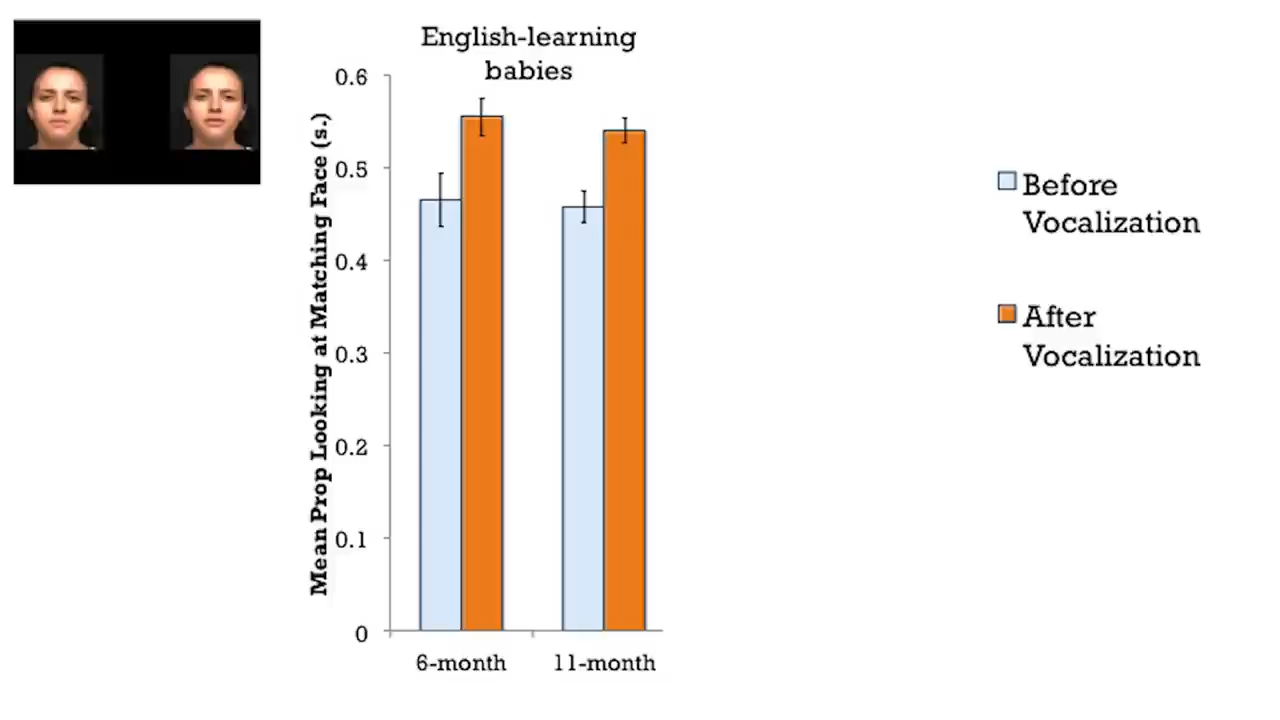 English-learning
babies
Mean Prop Looking at Matching Face (s.)
0.6
0.5
0.4
0.3
0.2
0.1
0
6-month
11-month
Before
Vocalization
After
Vocalization